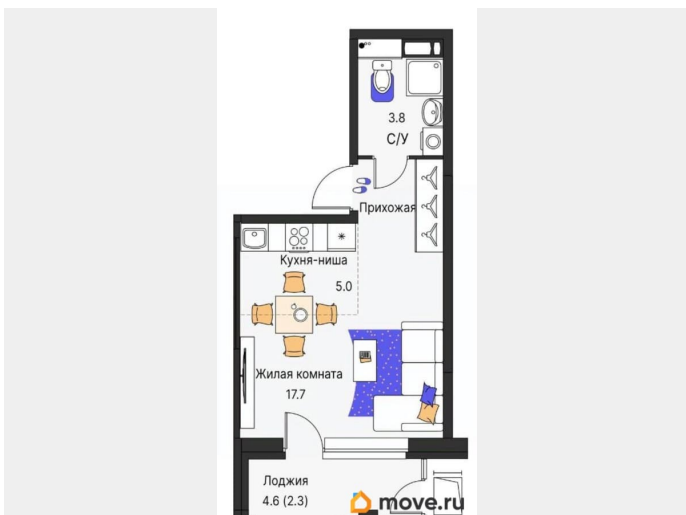 3.8
С/У
Прихожая
Кухня-ниша
5.0
Жилая комната
17.7
Лоджия
4.6 (2.3)
move.ru